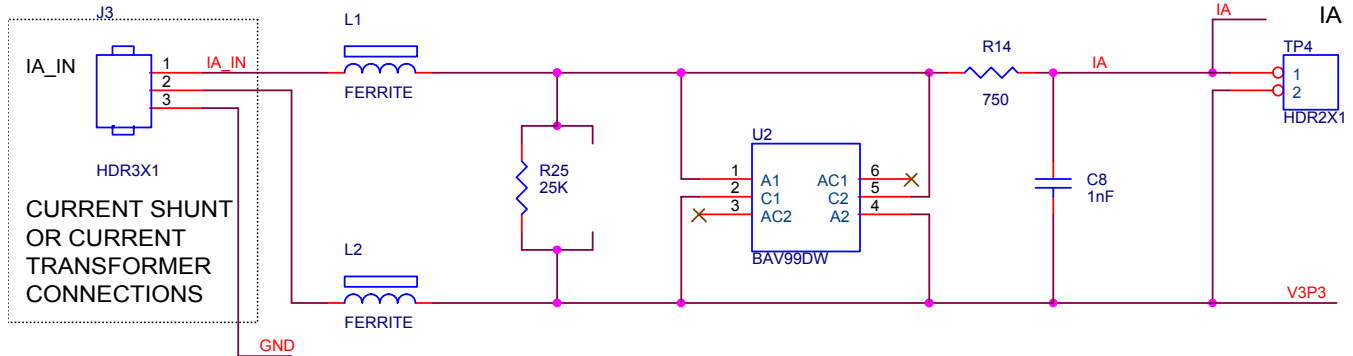 J3
IA_IN
1
2
3
HDR3X1
CURRENT SHUNT
OR CURRENT
TRANSFORMER
CONNECTIONS
IA_IN
GND
L1
FERRITE
L2
FERRITE
R25
25K
U2
1
2
3
A1
C1
AC2
AC1
C2
A2
6
5
4
BAV99DW
R14
750
IA
C8
1nF
IA
IA
TP4
1
2
HDR2X1
V3P3